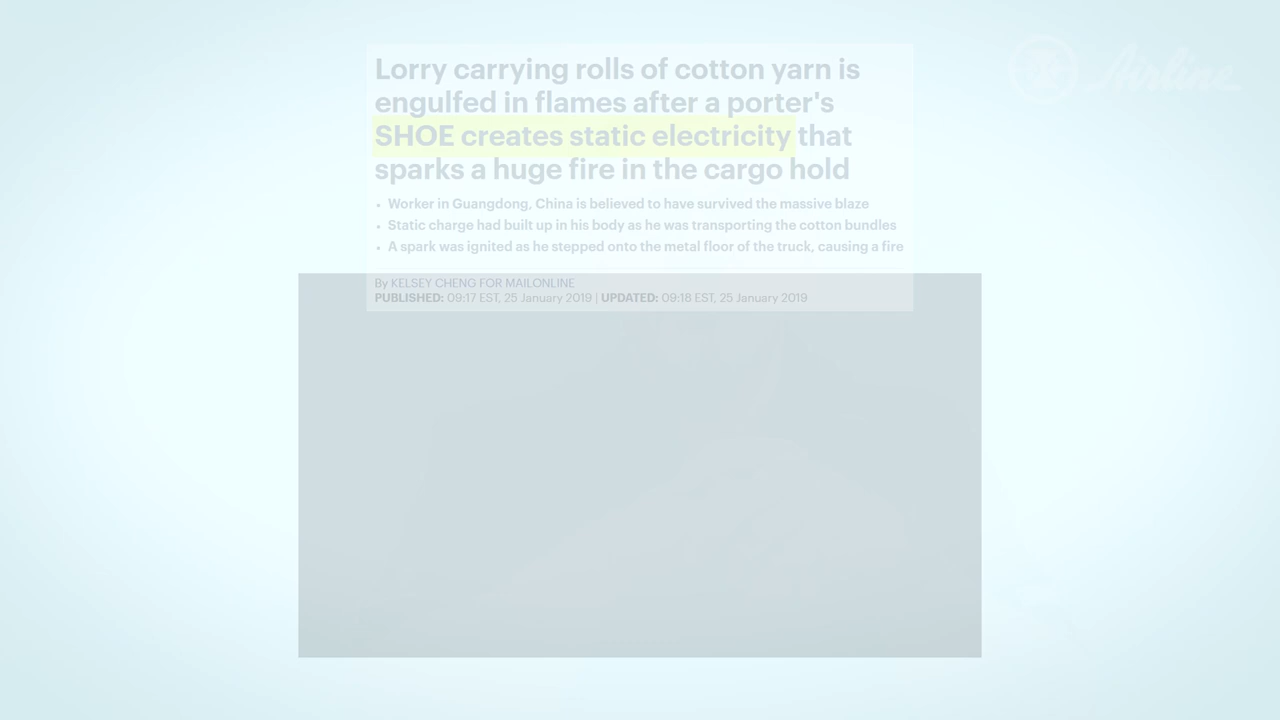 Airline
Lorry carrying rolls of cotton yarn is
engulfed in flames after a porter's
SHOE creates static electricity that
sparks a huge fire in the cargo hold
• Worker in Guangdong, China is believed to have survived the massive blaze
• Static charge had built up in his body as he was transporting the cotton bundles
• A spark was ignited as he stepped onto the metal floor of the truck, causing a fire
By KELSEY CHENG FOR MAILONLINE
PUBLISHED: 09:17 EST, 25 January 2019 | UPDATED: 09:18 EST, 25 January 2019